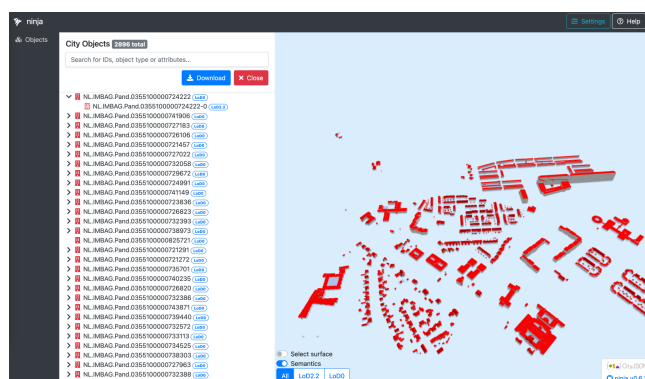 ninja
Settings
Help
Objects
City Objects 2896 total
Search for IDs, object type or attributes...
Download
Close
NL.IMBAG.Pand.0355100000724222 LoD0
NL.IMBAG.Pand.0355100000724222-0 LoD2.2
NL.IMBAG.Pand.0355100000741906 LoD0
NL.IMBAG.Pand.0355100000727183 LoD0
NL.IMBAG.Pand.0355100000726106 LoD0
NL.IMBAG.Pand.0355100000721457 LoD0
NL.IMBAG.Pand.0355100000727022 LoD0
NL.IMBAG.Pand.0355100000732058 LoD0
NL.IMBAG.Pand.0355100000729672 LoD0
NL.IMBAG.Pand.0355100000724991 LoD0
NL.IMBAG.Pand.0355100000741149 LoD0
NL.IMBAG.Pand.0355100000723836 LoD0
NL.IMBAG.Pand.0355100000726823 LoD0
NL.IMBAG.Pand.0355100000732393 LoD0
NL.IMBAG.Pand.0355100000738973 LoD0
NL.IMBAG.Pand.0355100000825721 LoD0
NL.IMBAG.Pand.0355100000721291 LoD0
NL.IMBAG.Pand.0355100000721272 LoD0
NL.IMBAG.Pand.0355100000735701 LoD0
NL.IMBAG.Pand.0355100000740235 LoD0
NL.IMBAG.Pand.0355100000726820 LoD0
NL.IMBAG.Pand.0355100000732386 LoD0
NL.IMBAG.Pand.0355100000743871 LoD0
NL.IMBAG.Pand.0355100000739440 LoD0
NL.IMBAG.Pand.0355100000732572 LoD0
NL.IMBAG.Pand.0355100000733113 LoD0
NL.IMBAG.Pand.0355100000734525 LoD0
NL.IMBAG.Pand.0355100000738303 LoD0
NL.IMBAG.Pand.0355100000727963 LoD0
NL.IMBAG.Pand.0355100000732388 LoD0
Select surface
Semantics
All LoD2.2 LoD0
CityJSON
ninja v0.6